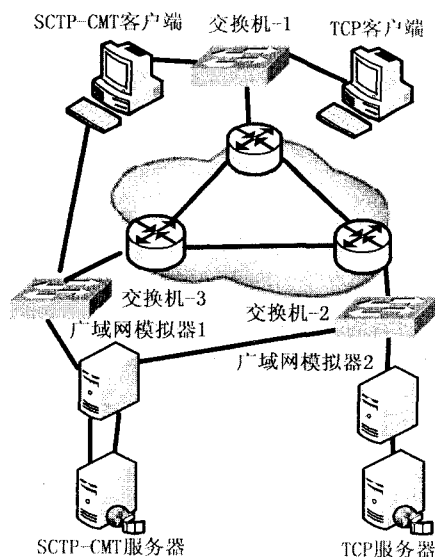 SCTP-CMT客户端
交换机-1
TCP客户端
交换机-3
交换机-2
广域网模拟器1
广域网模拟器2
SCTP-CMT服务器
TCP服务器